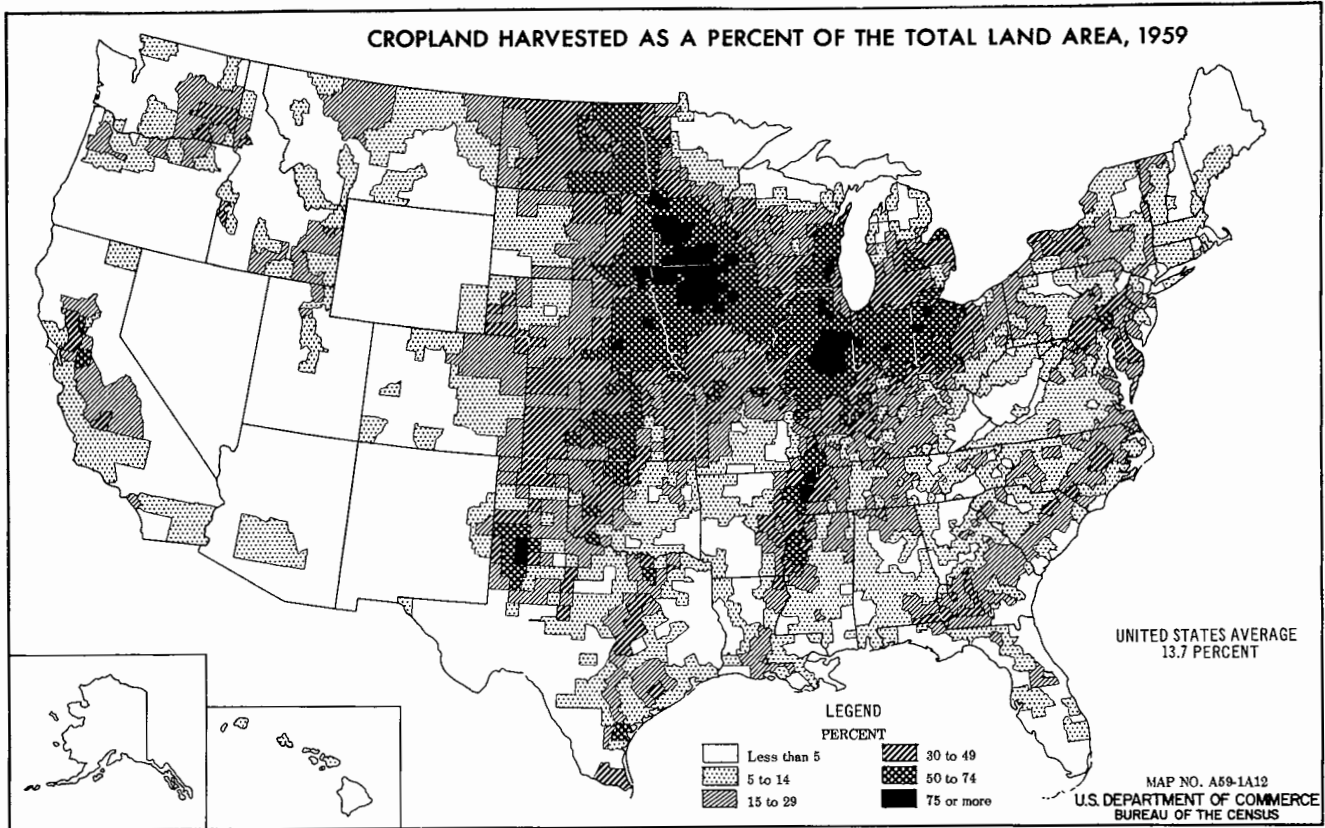 CROPLAND HARVESTED AS A PERCENT OF THE TOTAL LAND AREA, 1959
UNITED STATES AVERAGE
13.7 PERCENT
LEGEND
PERCENT
Less than 5
5 to 14
15 to 29
30 to 49
50 to 74
75 or more
MAP NO. A59-1A12
U.S. DEPARTMENT OF COMMERCE
BUREAU OF THE CENSUS